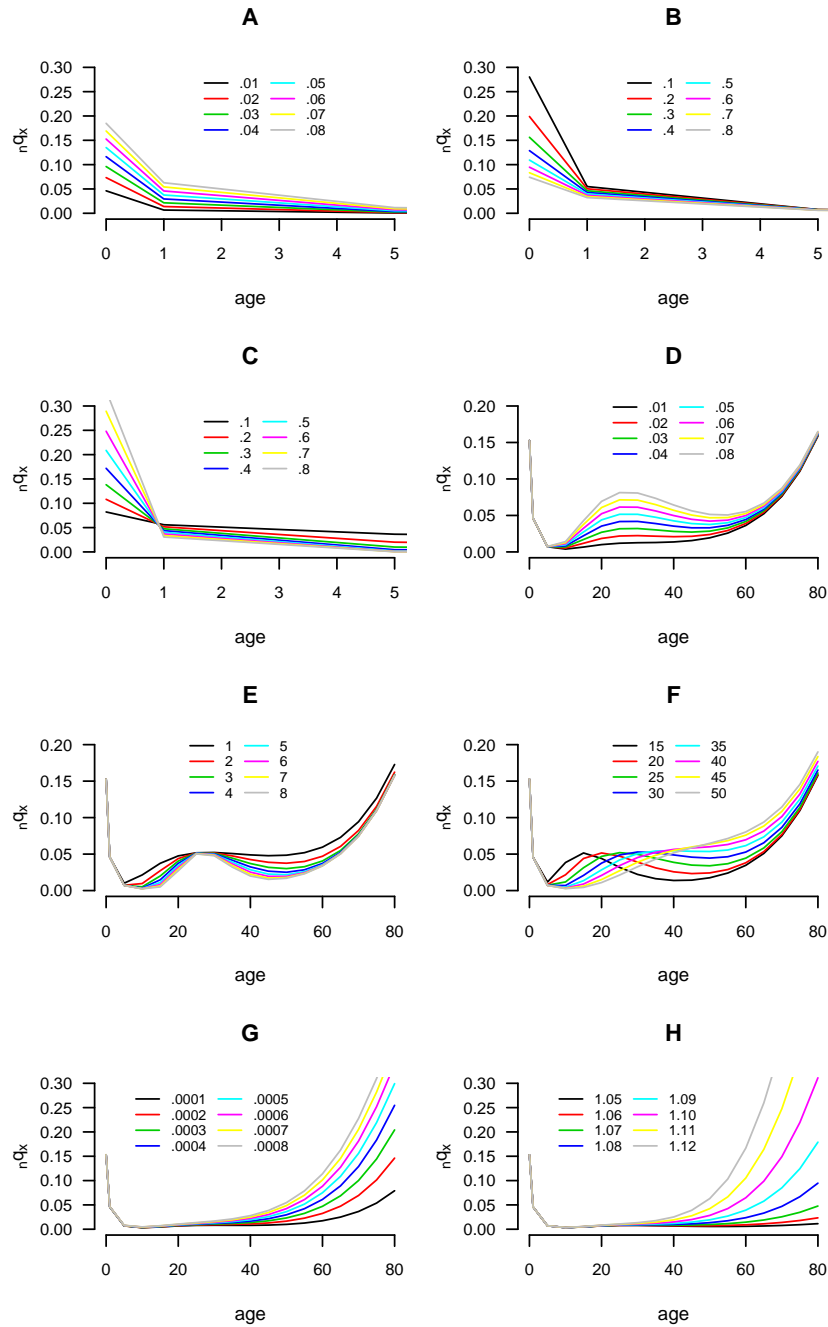 A
0.30
0.25
0.20
0.15
0.10
0.05
0.00
nqx
.01 .05
.02 .06
.03 .07
.04 .08
0 1 2 3 4 5
age
B
0.30
0.25
0.20
0.15
0.10
0.05
0.00
nqx
.1 .5
.2 .6
.3 .7
.4 .8
0 1 2 3 4 5
age
C
0.30
0.25
0.20
0.15
0.10
0.05
0.00
nqx
.1 .5
.2 .6
.3 .7
.4 .8
0 1 2 3 4 5
age
D
0.20
0.15
0.10
0.05
0.00
nqx
.01 .05
.02 .06
.03 .07
.04 .08
0 20 40 60 80
age
E
0.20
0.15
0.10
0.05
0.00
nqx
1 5
2 6
3 7
4 8
0 20 40 60 80
age
F
0.20
0.15
0.10
0.05
0.00
nqx
15 35
20 40
25 45
30 50
0 20 40 60 80
age
G
0.30
0.25
0.20
0.15
0.10
0.05
0.00
nqx
.0001 .0005
.0002 .0006
.0003 .0007
.0004 .0008
0 20 40 60 80
age
H
0.30
0.25
0.20
0.15
0.10
0.05
0.00
nqx
1.05 1.09
1.06 1.10
1.07 1.11
1.08 1.12
0 20 40 60 80
age